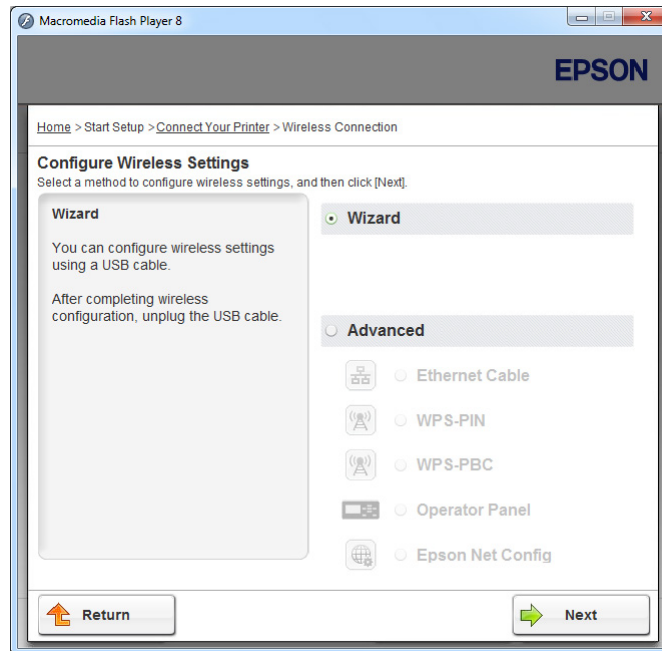 Macromedia Flash Player 8
EPSON
Home > Start Setup > Connect Your Printer > Wireless Connection
Configure Wireless Settings
Select a method to configure wireless settings, and then click [Next].
Wizard
You can configure wireless settings
using a USB cable.
After completing wireless
configuration, unplug the USB cable.
Wizard
Advanced
Ethernet Cable
WPS-PIN
WPS-PBC
Operator Panel
Epson Net Config
Return
Next